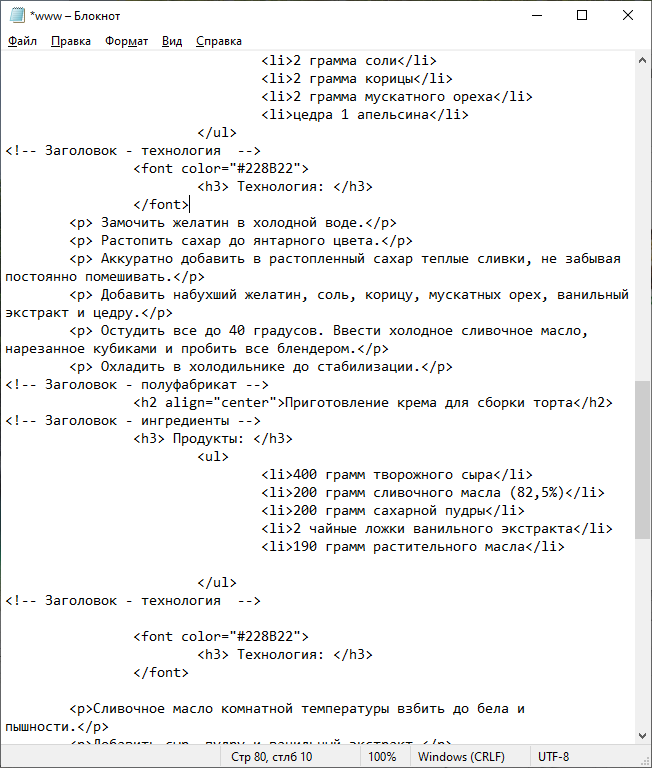 *www – Блокнот
Файл Правка Формат Вид Справка
<li>2 грамма соли</li>
<li>2 грамма корицы</li>
<li>2 грамма мускатного ореха</li>
<li>цедра 1 апельсина</li>
</ul>
<!-- Заголовок - технология  -->
<font color="#228B22">
<h3> Технология: </h3>
</font>
<p> Замочить желатин в холодной воде.</p>
<p> Растопить сахар до янтарного цвета.</p>
<p> Аккуратно добавить в растопленный сахар теплые сливки, не забывая
постоянно помешивать.</p>
<p> Добавить набухший желатин, соль, корицу, мускатных орех, ванильный
экстракт и цедру.</p>
<p> Остудить все до 40 градусов. Ввести холодное сливочное масло,
нарезанное кубиками и пробить все блендером.</p>
<p> Охладить в холодильнике до стабилизации.</p>
<!-- Заголовок - полуфабрикат -->
<h2 align="center">Приготовление крема для сборки торта</h2>
<!-- Заголовок - ингредиенты -->
<h3> Продукты: </h3>
<ul>
<li>400 грамм творожного сыра</li>
<li>200 грамм сливочного масла (82,5%)</li>
<li>200 грамм сахарной пудры</li>
<li>2 чайные ложки ванильного экстракта</li>
<li>190 грамм растительного масла</li>
</ul>
<!-- Заголовок - технология  -->
<font color="#228B22">
<h3> Технология: </h3>
</font>
<p>Сливочное масло комнатной температуры взбить до бела и
пышности.</p>
<p>Добавить сыр, пудру и ванильный экстракт.</p>
Стр 80, стлб 10 100% Windows (CRLF) UTF-8